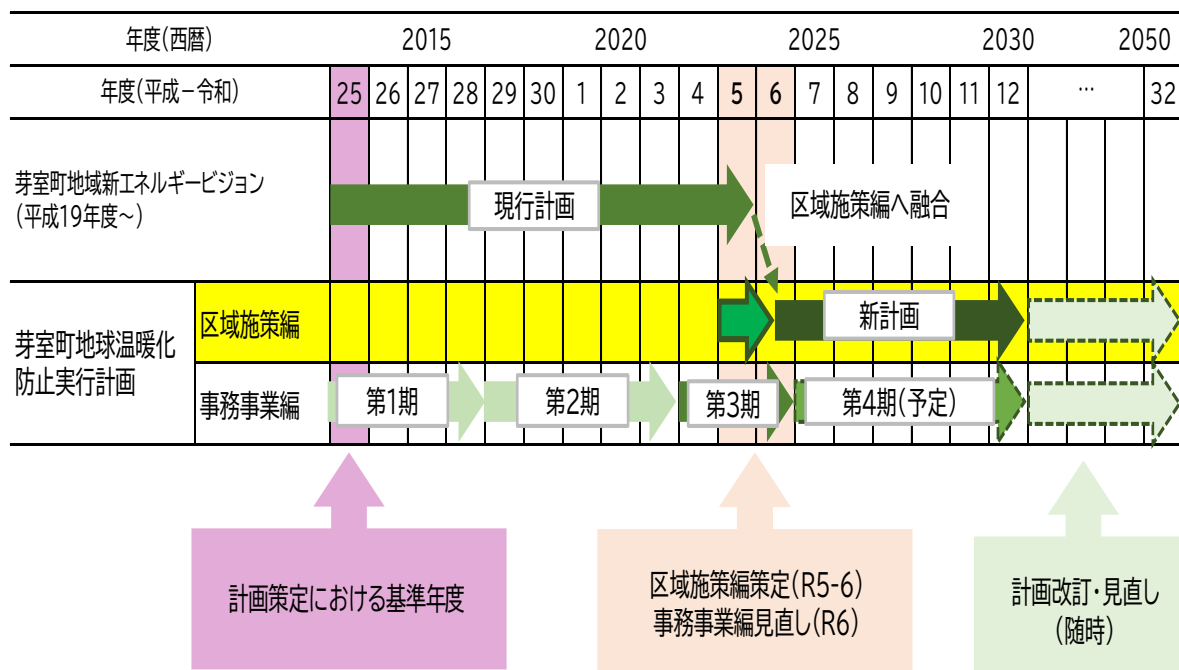 年度(西暦) 2015 2020 2025 2030 2050
年度(平成－令和) 25 26 27 28 29 30 1 2 3 4 5 6 7 8 9 10 11 12 … 32
芽室町地域新エネルギービジョン
(平成19年度～)
現行計画
区域施策編へ融合
芽室町地球温暖化
防止実行計画
区域施策編
新計画
事務事業編
第1期
第2期
第3期
第4期(予定)
計画策定における基準年度
区域施策編策定(R5-6)
事務事業編見直し(R6)
計画改訂・見直し
(随時)